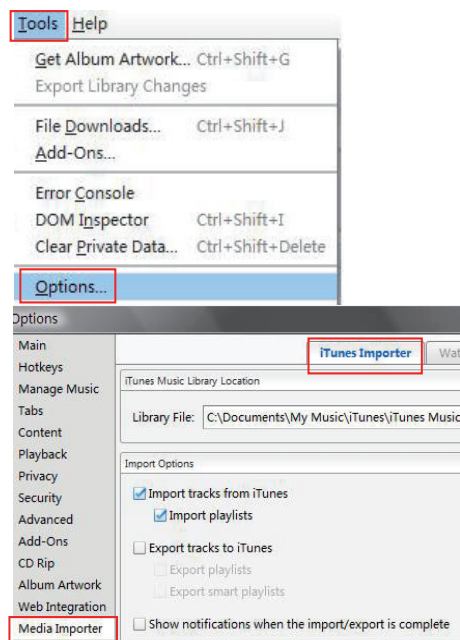 Tools Help
Get Album Artwork... Ctrl+Shift+G
Export Library Changes
File Downloads... Ctrl+Shift+J
Add-Ons...
Error Console
DOM Inspector Ctrl+Shift+I
Clear Private Data... Ctrl+Shift+Delete
Options...
Options
Main
iTunes Importer
Hotkeys
iTunes Music Library Location
Manage Music
Tabs
Library File: C:\Documents\My Music\iTunes\iTunes Music
Content
Playback
Import Options
Privacy
Security
Import tracks from iTunes
Advanced
Import playlists
Add-Ons
Export tracks to iTunes
CD Rip
Export playlists
Album Artwork
Export smart playlists
Web Integration
Media Importer
Show notifications when the import/export is complete